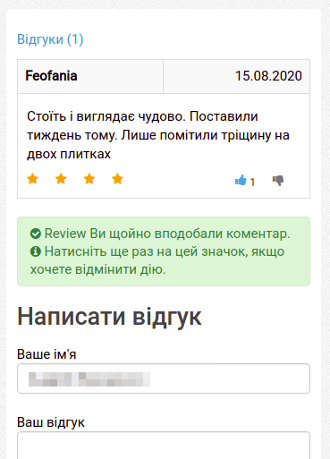 Відгуки (1)
Feofania 15.08.2020
Стоїть і виглядає чудово. Поставили
тиждень тому. Лише помітили тріщину на
двох плитках
1
Review Ви щойно вподобали коментар.
Натисніть ще раз на цей значок, якщо
хочете відмінити дію.
Написати відгук
Ваше ім'я
Ваш відгук